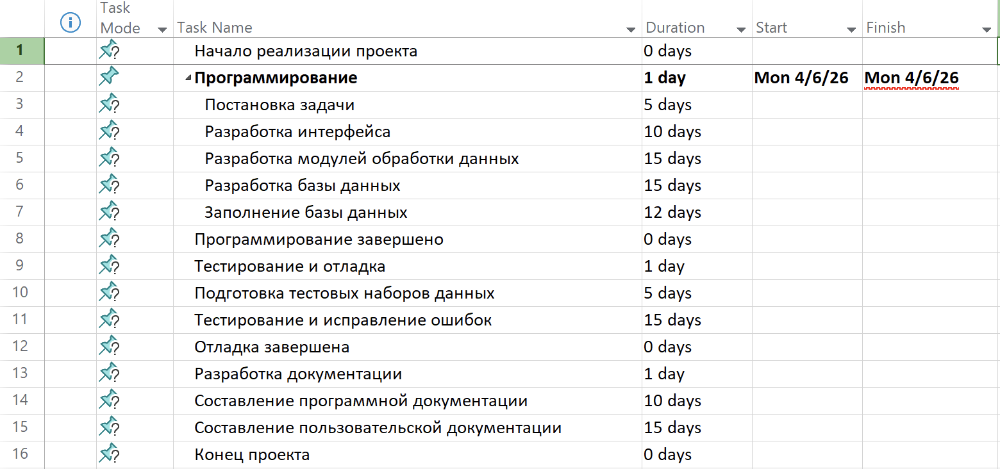 Task Mode Task Name Duration Start Finish
1 Начало реализации проекта 0 days
2 Программирование 1 day Mon 4/6/26 Mon 4/6/26
3 Постановка задачи 5 days
4 Разработка интерфейса 10 days
5 Разработка модулей обработки данных 15 days
6 Разработка базы данных 15 days
7 Заполнение базы данных 12 days
8 Программирование завершено 0 days
9 Тестирование и отладка 1 day
10 Подготовка тестовых наборов данных 5 days
11 Тестирование и исправление ошибок 15 days
12 Отладка завершена 0 days
13 Разработка документации 1 day
14 Составление программной документации 10 days
15 Составление пользовательской документации 15 days
16 Конец проекта 0 days